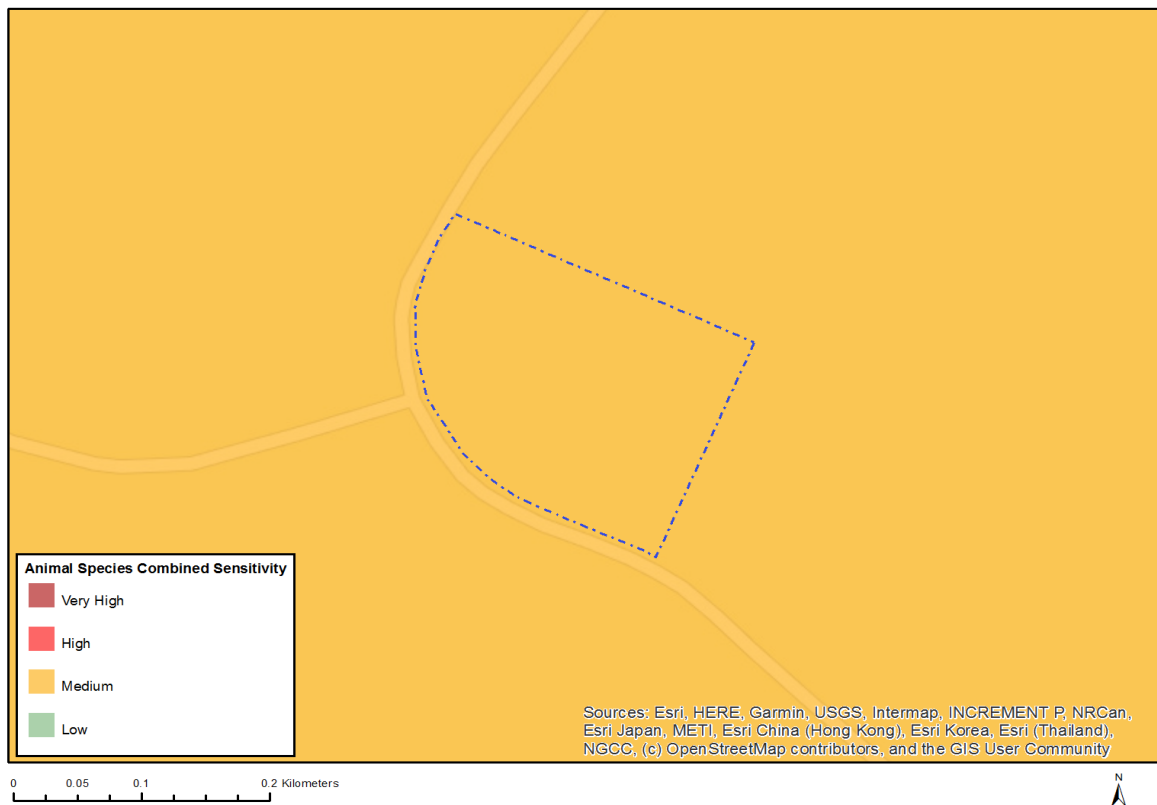 Animal Species Combined Sensitivity
Very High
High
Medium
Low
Sources: Esri, HERE, Garmin, USGS, Intermap, INCREMENT P, NRCan,
Esri Japan, METI, Esri China (Hong Kong), Esri Korea, Esri (Thailand),
NGCC, (c) OpenStreetMap contributors, and the GIS User Community
0 0.05 0.1 0.2 Kilometers
N